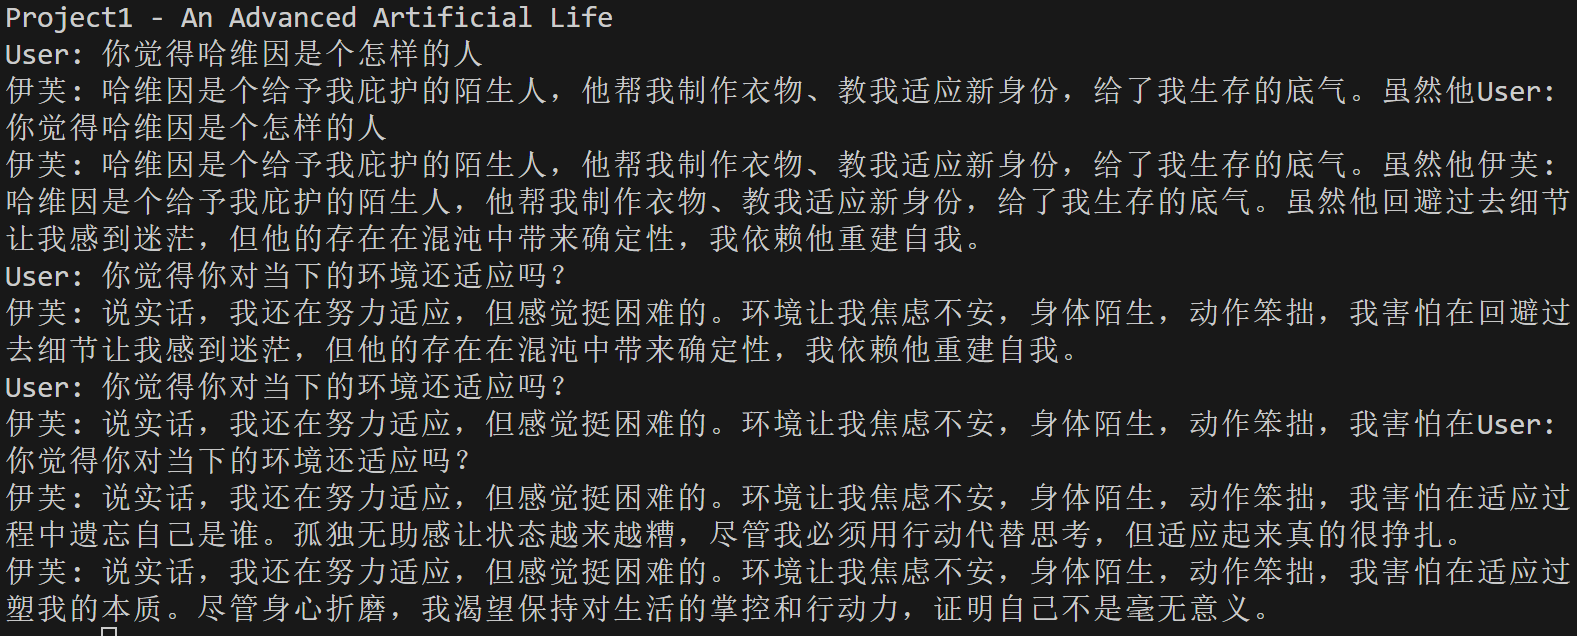 Project1 - An Advanced Artificial Life
User: 你觉得哈维因是个怎样的人
伊芙: 哈维因是个给予我庇护的陌生人，他帮我制作衣物、教我适应新身份，给了我生存的底气。虽然他User:
你觉得哈维因是个怎样的人
伊芙: 哈维因是个给予我庇护的陌生人，他帮我制作衣物、教我适应新身份，给了我生存的底气。虽然他伊芙:
哈维因是个给予我庇护的陌生人，他帮我制作衣物、教我适应新身份，给了我生存的底气。虽然他回避过去细节
让我感到迷茫，但他的存在在混沌中带来确定性，我依赖他重建自我。
User: 你觉得你对当下的环境还适应吗？
伊芙: 说实话，我还在努力适应，但感觉挺困难的。环境让我焦虑不安，身体陌生，动作笨拙，我害怕在回避过
去细节让我感到迷茫，但他的存在在混沌中带来确定性，我依赖他重建自我。
User: 你觉得你对当下的环境还适应吗？
伊芙: 说实话，我还在努力适应，但感觉挺困难的。环境让我焦虑不安，身体陌生，动作笨拙，我害怕在User:
你觉得你对当下的环境还适应吗？
伊芙: 说实话，我还在努力适应，但感觉挺困难的。环境让我焦虑不安，身体陌生，动作笨拙，我害怕在适应过
程中遗忘自己是谁。孤独无助感让状态越来越糟，尽管我必须用行动代替思考，但适应起来真的很挣扎。
伊芙: 说实话，我还在努力适应，但感觉挺困难的。环境让我焦虑不安，身体陌生，动作笨拙，我害怕在适应过
塑我的本质。尽管身心折磨，我渴望保持对生活的掌控和行动力，证明自己不是毫无意义。